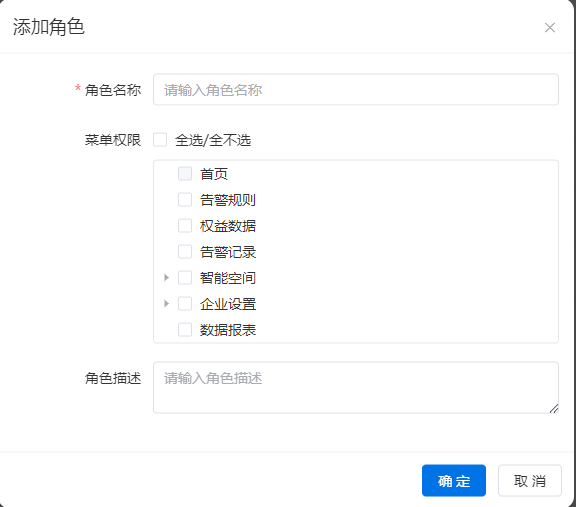 添加角色
* 角色名称 请输入角色名称
菜单权限 全选/全不选
首页
告警规则
权益数据
告警记录
智能空间
企业设置
数据报表
角色描述 请输入角色描述
确 定 取 消